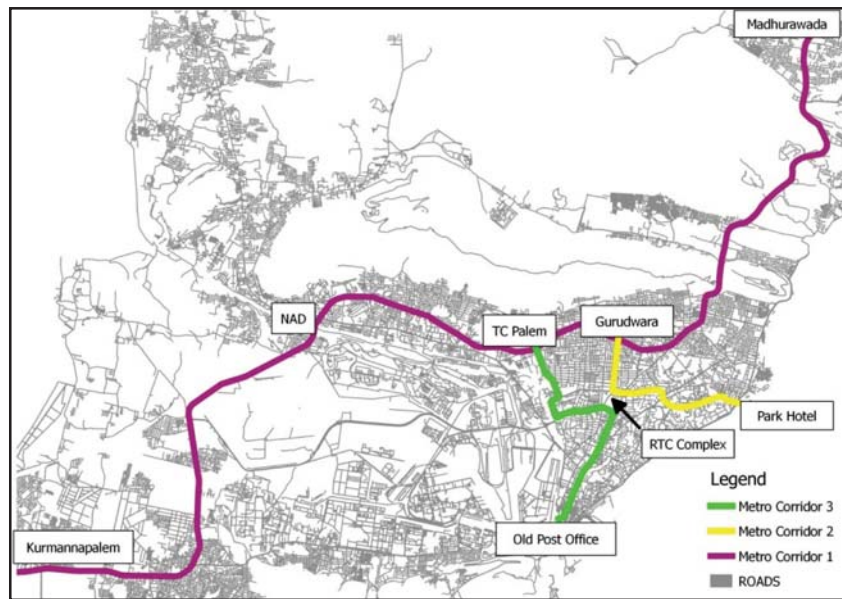 Madhurawada
NAD
TC Palem
Gurudwara
Park Hotel
RTC Complex
Old Post Office
Kurmannapalem
Legend
Metro Corridor 3
Metro Corridor 2
Metro Corridor 1
ROADS